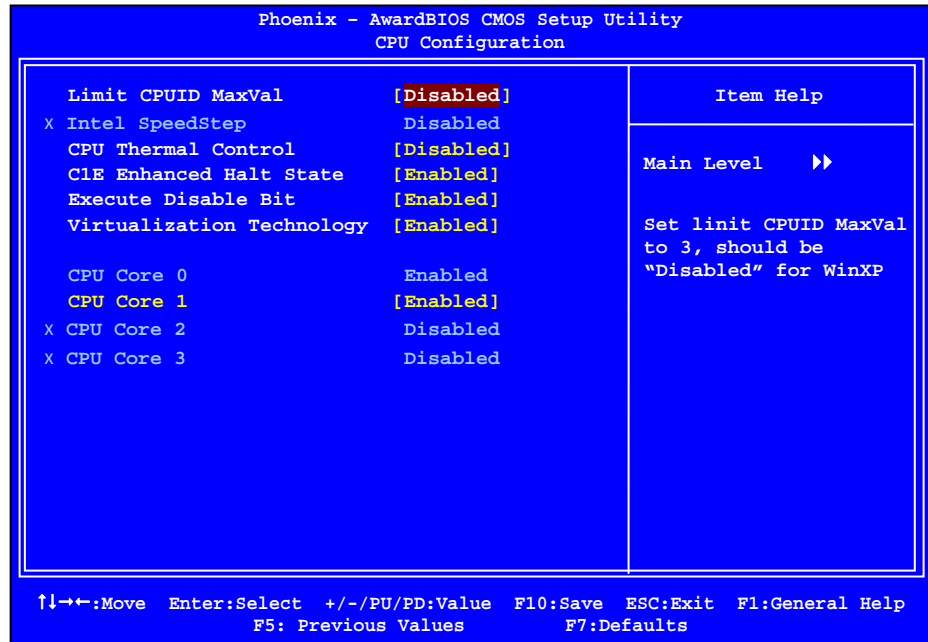 Phoenix – AwardBIOS CMOS Setup Utility
CPU Configuration
Limit CPUID MaxVal [Disabled]
X Intel SpeedStep Disabled
CPU Thermal Control [Disabled]
C1E Enhanced Halt State [Enabled]
Execute Disable Bit [Enabled]
Virtualization Technology [Enabled]
CPU Core 0 Enabled
CPU Core 1 [Enabled]
X CPU Core 2 Disabled
X CPU Core 3 Disabled
Item Help
Main Level
Set linit CPUID MaxVal
to 3, should be
“Disabled” for WinXP
↑↓→←:Move Enter:Select +/-/PU/PD:Value F10:Save ESC:Exit F1:General Help
F5: Previous Values F7:Defaults